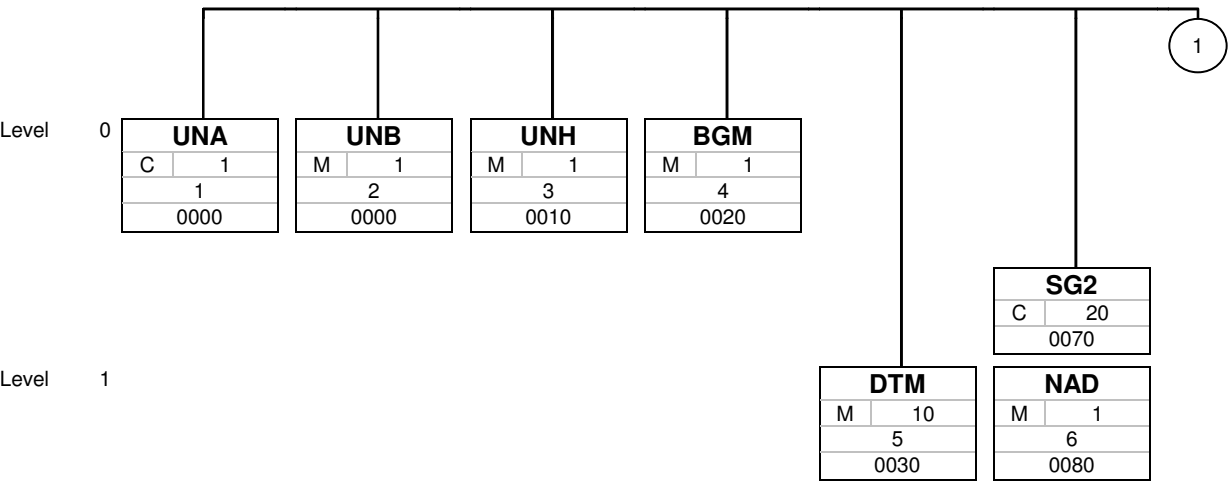 1
Level 0 UNA UNB UNH BGM
C 1 M 1 M 1 M 1
1 2 3 4
0000 0000 0010 0020
SG2
C 20
0070
Level 1 DTM NAD
M 10 M 1
5 6
0030 0080